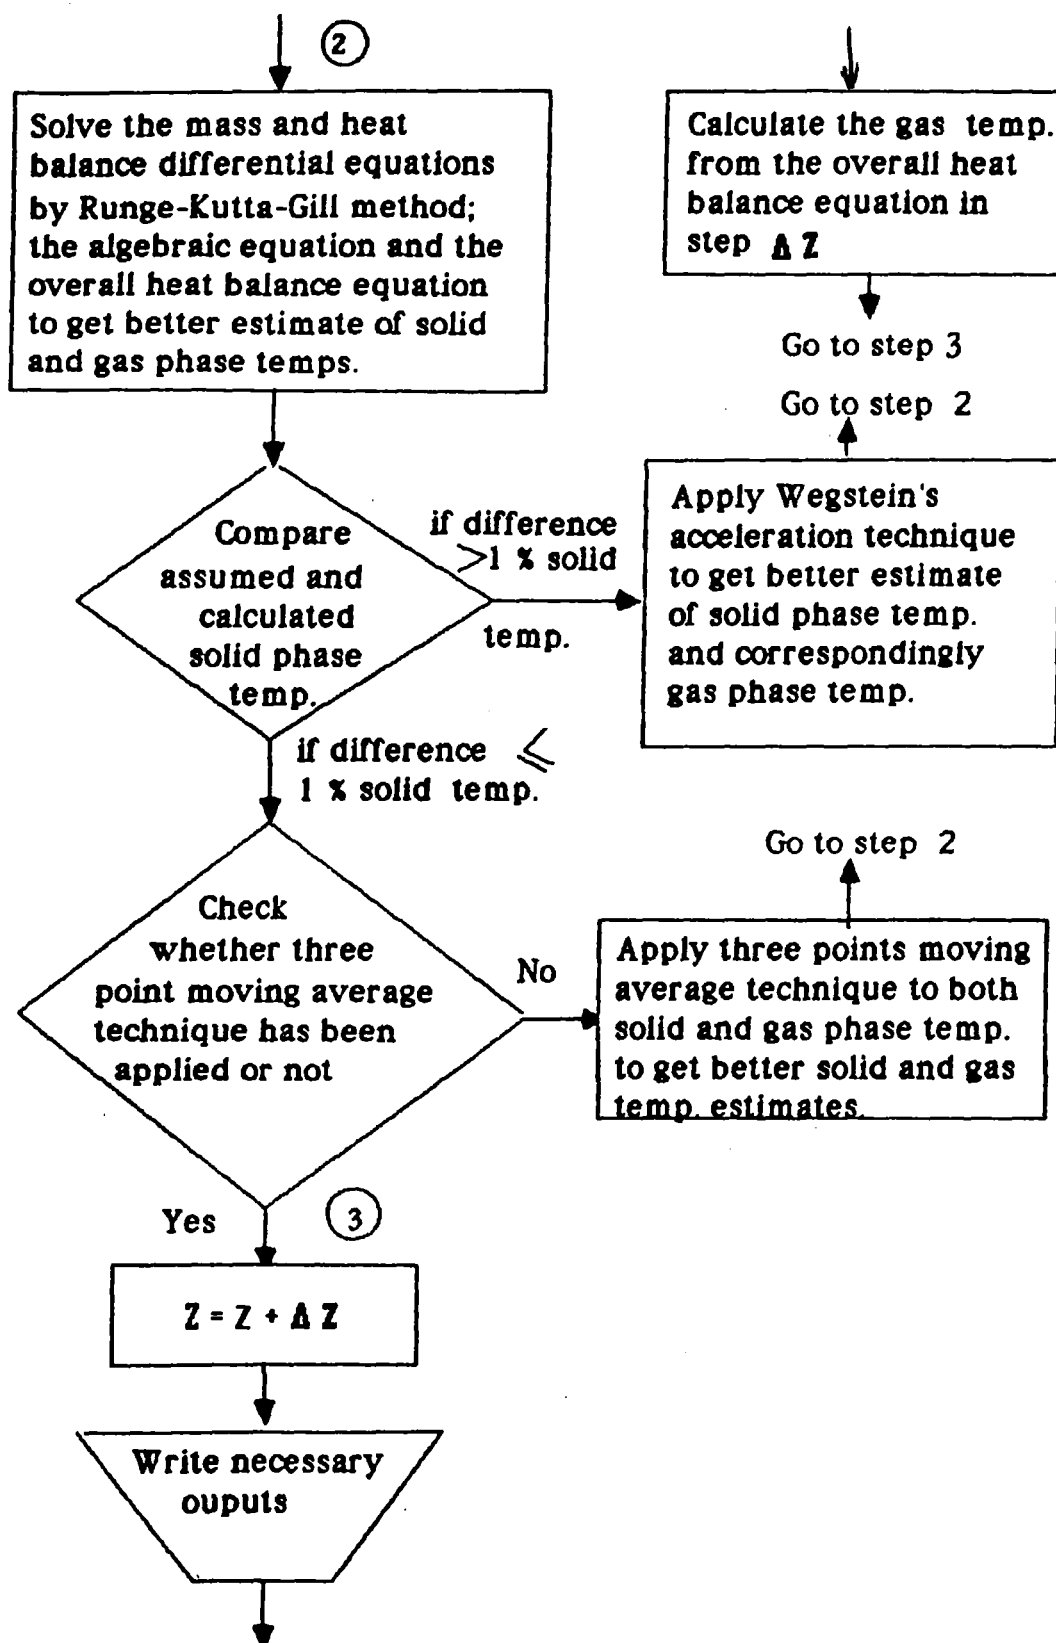 2
Solve the mass and heat
balance differential equations
by Runge-Kutta-Gill method;
the algebraic equation and the
overall heat balance equation
to get better estimate of solid
and gas phase temps.
Calculate the gas temp.
from the overall heat
balance equation in
step Δ Z
Go to step 3
Go to step 2
Compare
assumed and
calculated
solid phase
temp.
if difference
>1 % solid
temp.
Apply Wegstein's
acceleration technique
to get better estimate
of solid phase temp.
and correspondingly
gas phase temp.
if difference ⩽
1 % solid temp.
Go to step 2
Check
whether three
point moving average
technique has been
applied or not
No
Apply three points moving
average technique to both
solid and gas phase temp.
to get better solid and gas
temp. estimates.
Yes
3
Z = Z + Δ Z
Write necessary
ouputs